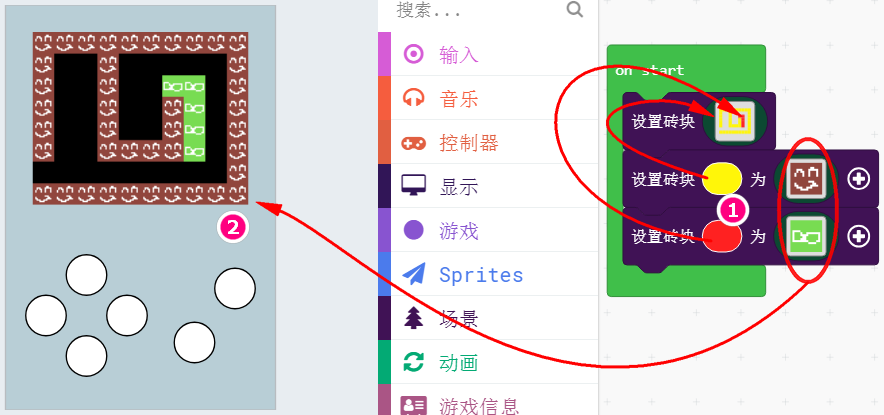 搜索...
输入
音乐
控制器
显示
游戏
Sprites
场景
动画
游戏信息
on start
设置砖块
设置砖块 为
设置砖块 为
1
2